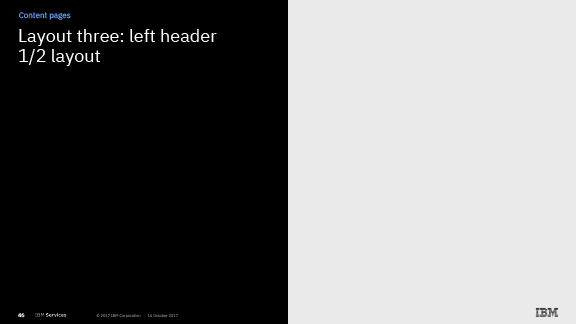 Content pages
Layout three: left header
1/2 layout
46 IBM Services © 2017 IBM Corporation 16 October 2017
IBM